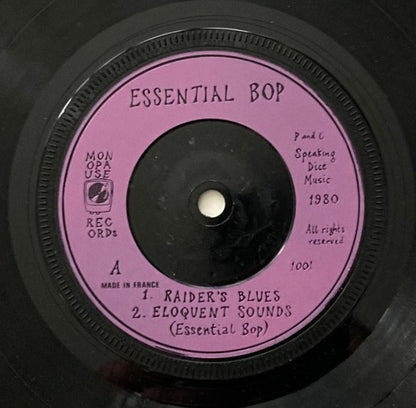 ESSENTIAL BOP
MON
OPA
USE
REC
ORDs
P and C
Speaking
Dice
Music
1980
All rights
reserved
1001
A
MADE IN FRANCE
1. RAIDER'S BLUES
2. ELOQUENT SOUNDS
(Essential Bop)